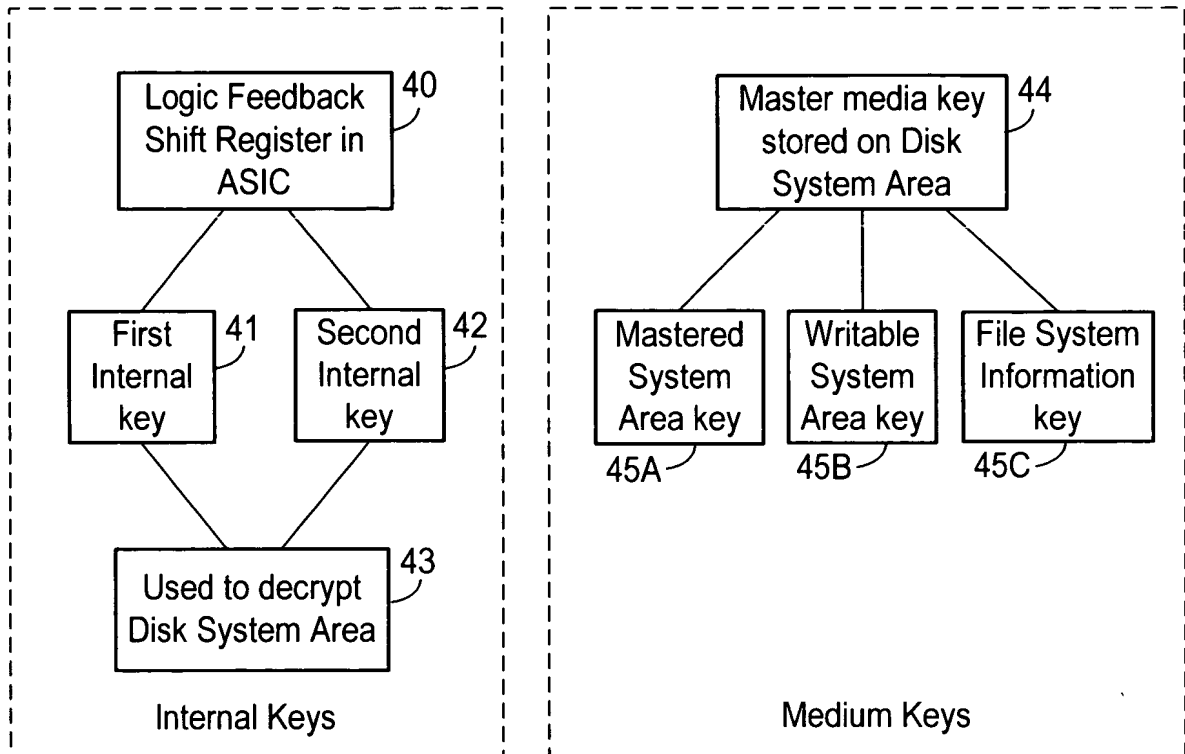 Logic Feedback
Shift Register in
ASIC
40
First
Internal
key
41
Second
Internal
key
42
Used to decrypt
Disk System Area
43
Internal Keys
Master media key
stored on Disk
System Area
44
Mastered
System
Area key
45A
Writable
System
Area key
45B
File System
Information
key
45C
Medium Keys